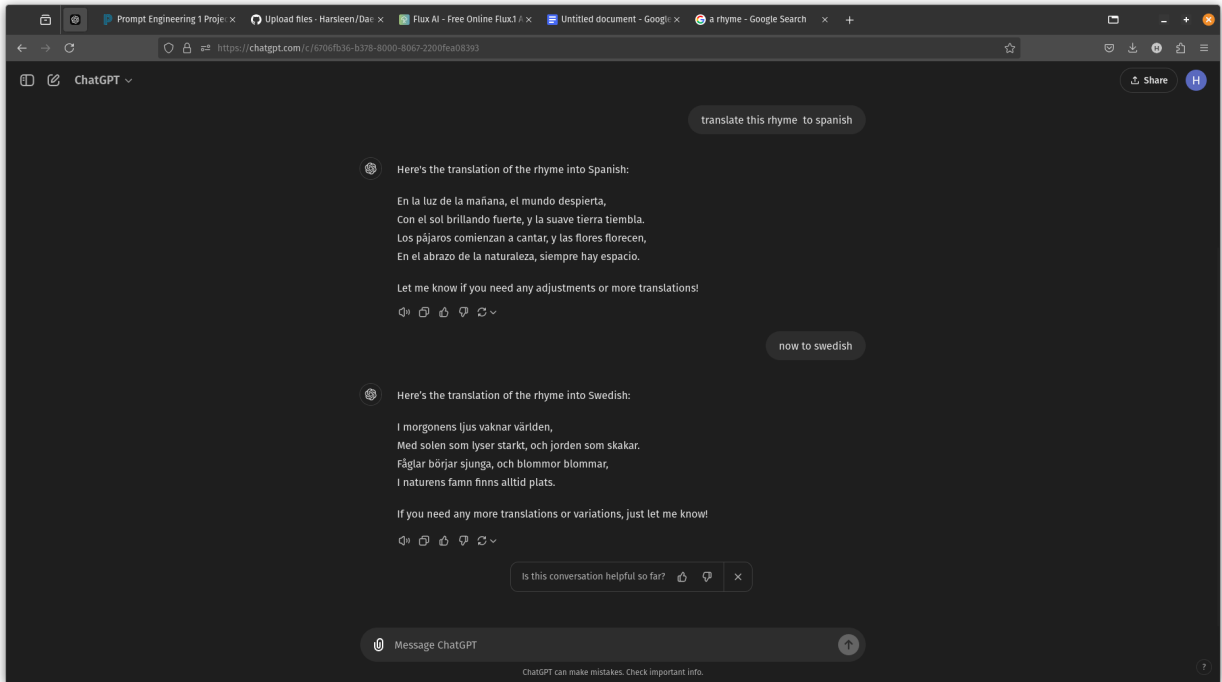 Prompt Engineering 1 Projec
Upload files · Harsleen/Dae
Flux AI - Free Online Flux.1 A
Untitled document - Google
a rhyme - Google Search
https://chatgpt.com/c/6706fb36-b378-8000-8067-2200fea08393
ChatGPT
Share
H
translate this rhyme to spanish
Here's the translation of the rhyme into Spanish:
En la luz de la mañana, el mundo despierta,
Con el sol brillando fuerte, y la suave tierra tiembla.
Los pájaros comienzan a cantar, y las flores florecen,
En el abrazo de la naturaleza, siempre hay espacio.
Let me know if you need any adjustments or more translations!
now to swedish
Here's the translation of the rhyme into Swedish:
I morgonens ljus vaknar världen,
Med solen som lyser starkt, och jorden som skakar.
Fåglar börjar sjunga, och blommor blommar,
I naturens famn finns alltid plats.
If you need any more translations or variations, just let me know!
Is this conversation helpful so far?
Message ChatGPT
ChatGPT can make mistakes. Check important info.
?